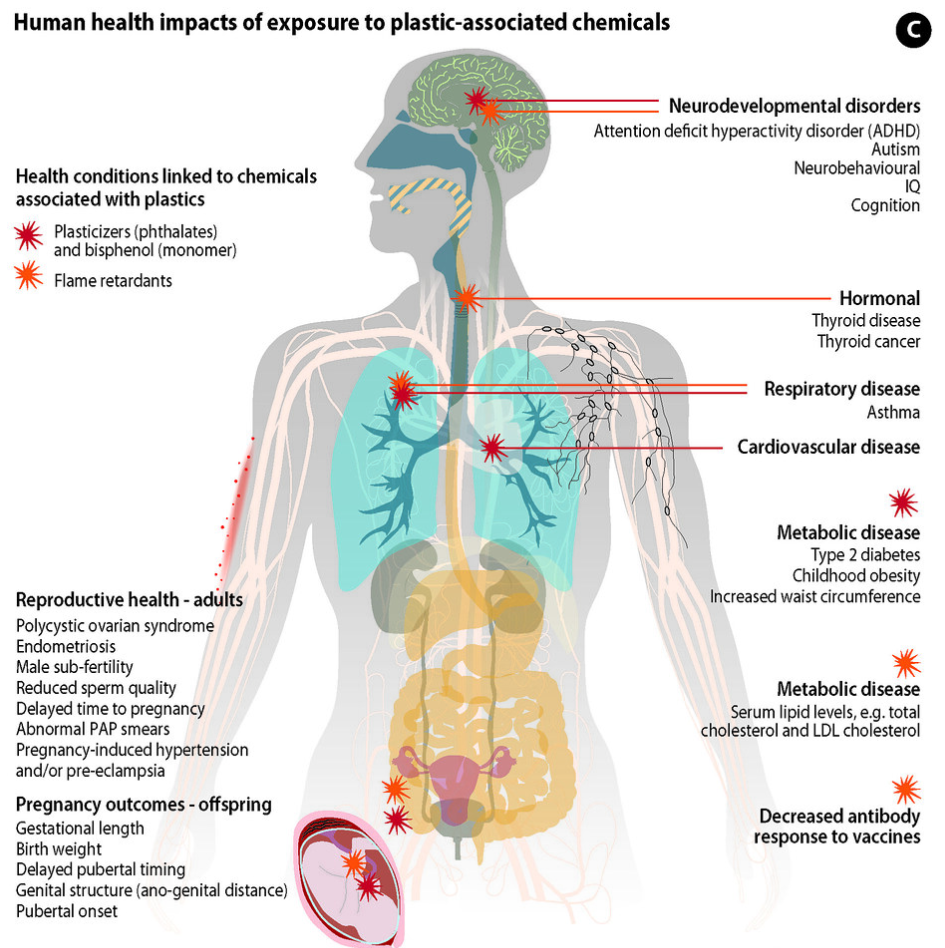 Human health impacts of exposure to plastic-associated chemicals
C
Health conditions linked to chemicals
associated with plastics
Plasticizers (phthalates)
and bisphenol (monomer)
Flame retardants
Neurodevelopmental disorders
Attention deficit hyperactivity disorder (ADHD)
Autism
Neurobehavioural
IQ
Cognition
Hormonal
Thyroid disease
Thyroid cancer
Respiratory disease
Asthma
Cardiovascular disease
Metabolic disease
Type 2 diabetes
Childhood obesity
Increased waist circumference
Metabolic disease
Serum lipid levels, e.g. total
cholesterol and LDL cholesterol
Decreased antibody
response to vaccines
Reproductive health - adults
Polycystic ovarian syndrome
Endometriosis
Male sub-fertility
Reduced sperm quality
Delayed time to pregnancy
Abnormal PAP smears
Pregnancy-induced hypertension
and/or pre-eclampsia
Pregnancy outcomes - offspring
Gestational length
Birth weight
Delayed pubertal timing
Genital structure (ano-genital distance)
Pubertal onset